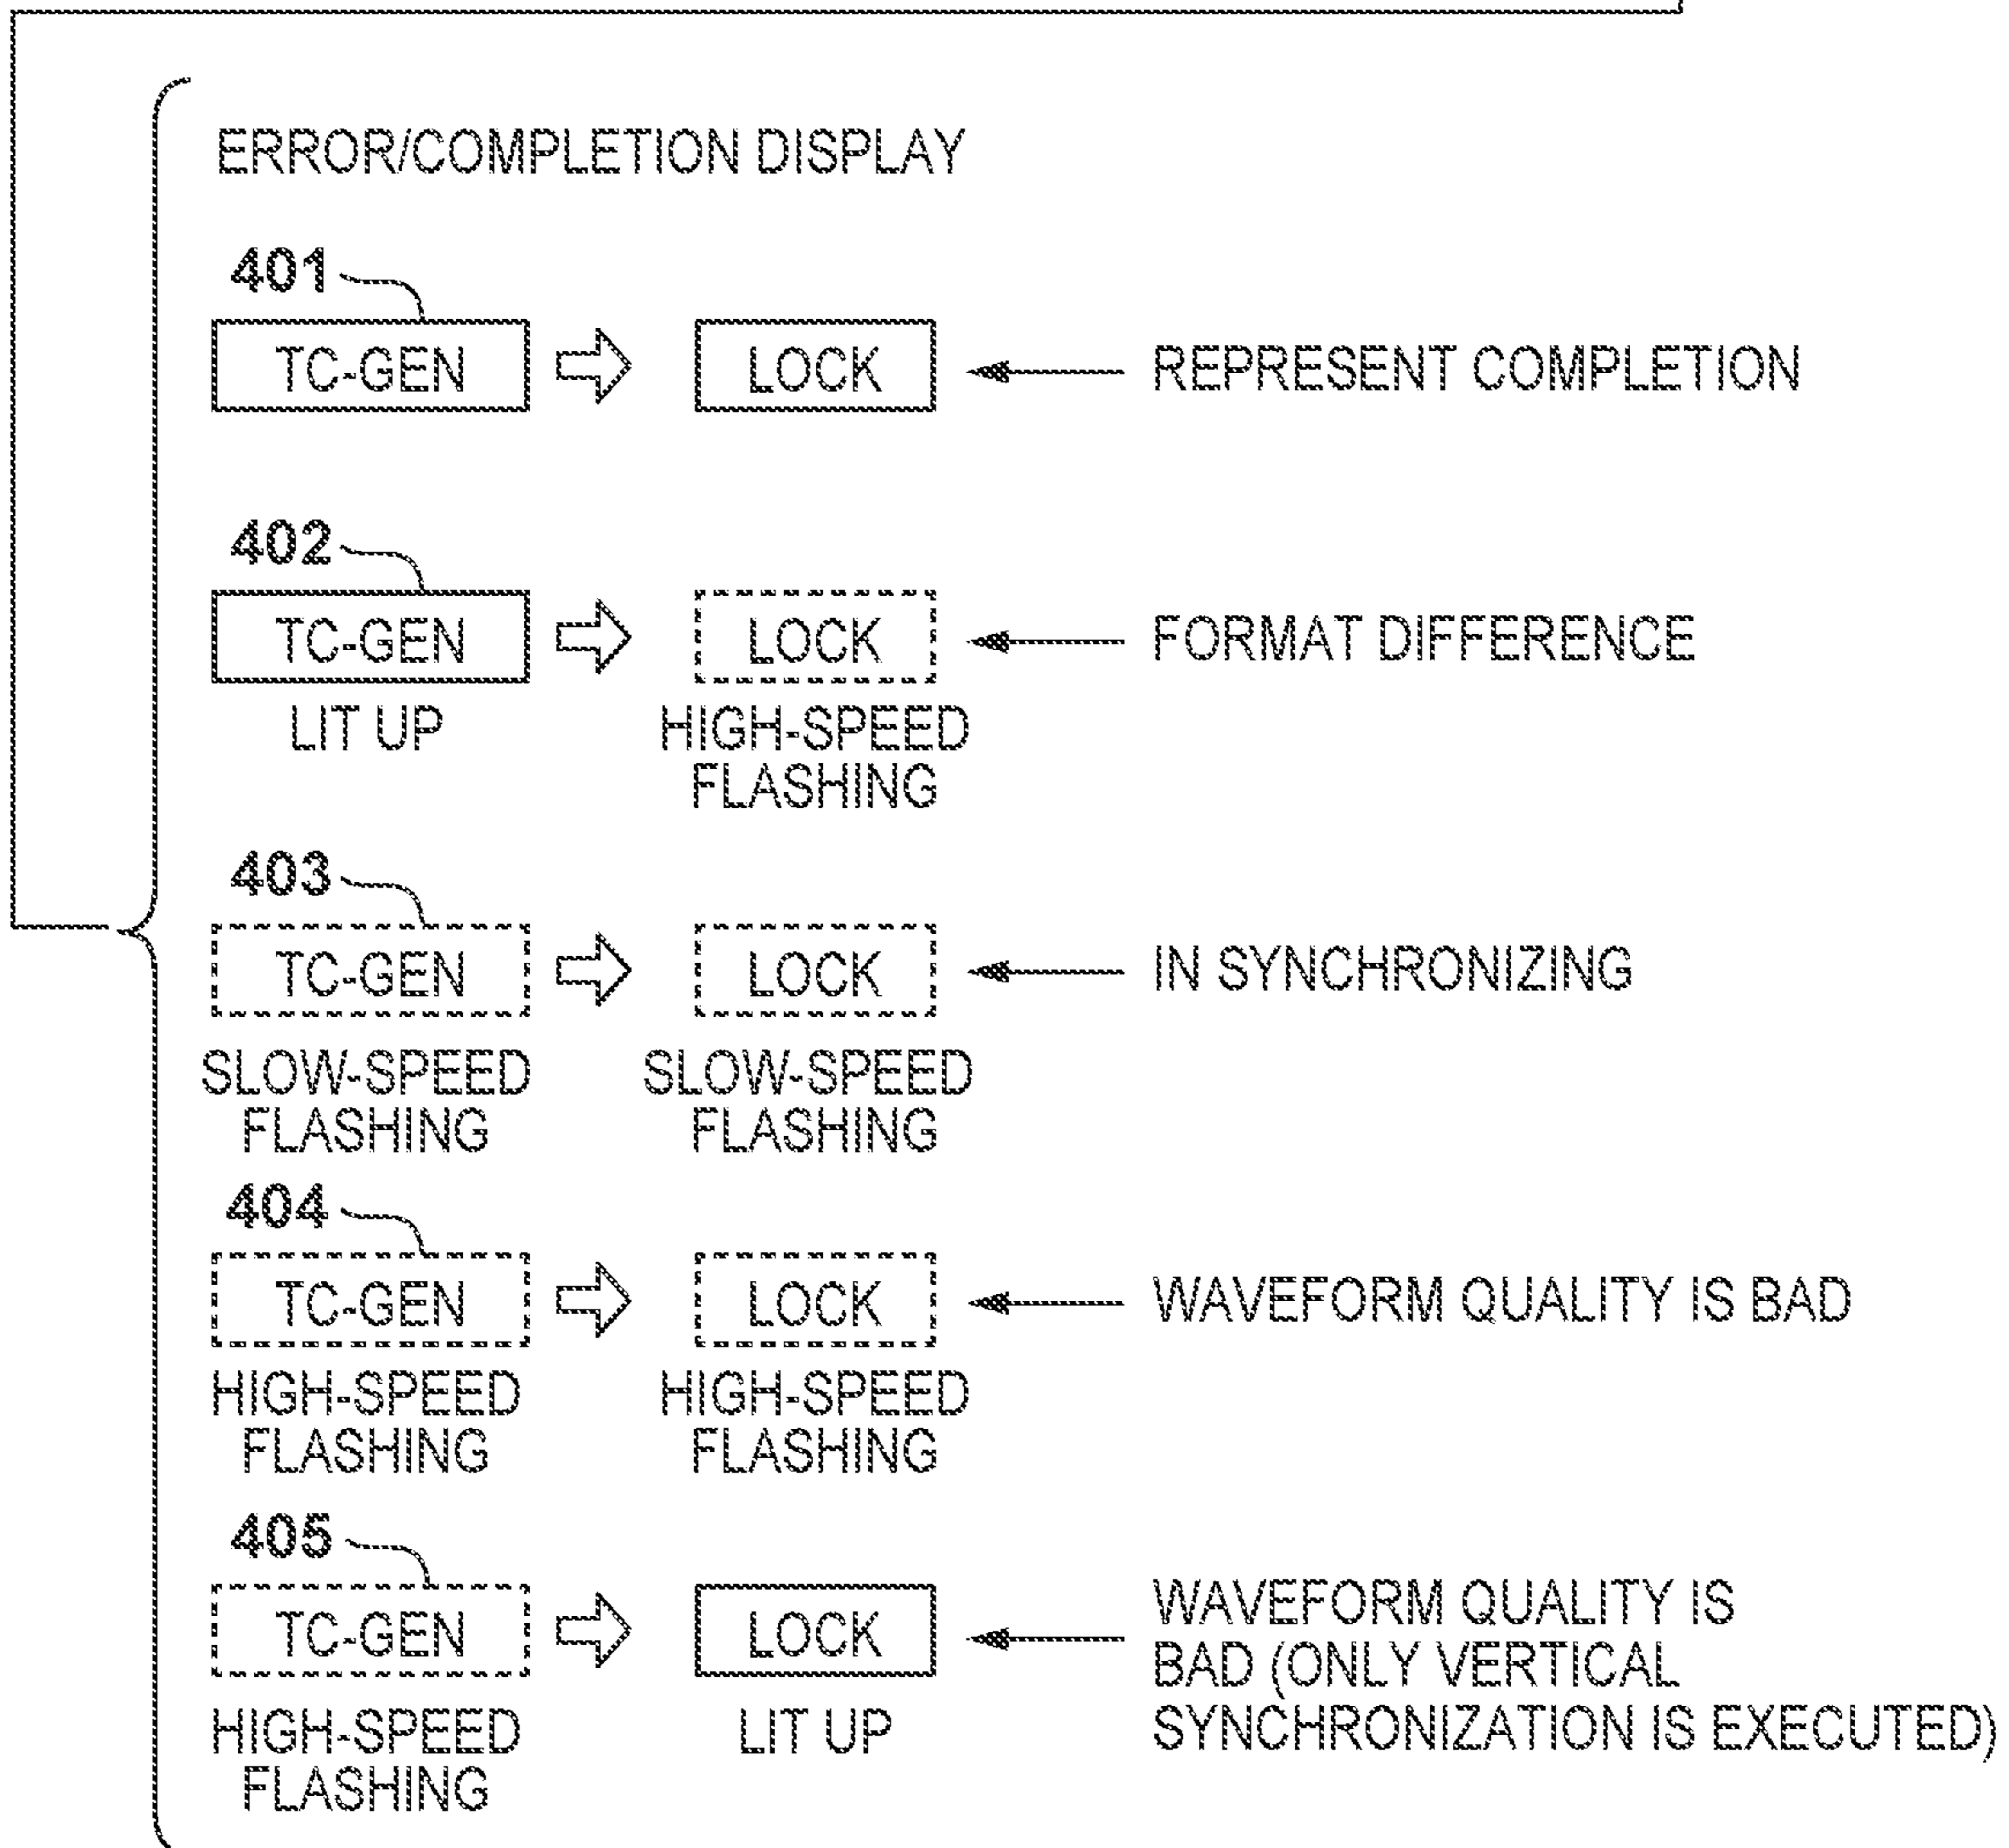 ERROR/COMPLETION DISPLAY
401
TC-GEN LOCK REPRESENT COMPLETION
402
TC-GEN LOCK FORMAT DIFFERENCE
LIT UP HIGH-SPEED
FLASHING
403
TC-GEN LOCK IN SYNCHRONIZING
SLOW-SPEED SLOW-SPEED
FLASHING FLASHING
404
TC-GEN LOCK WAVEFORM QUALITY IS BAD
HIGH-SPEED HIGH-SPEED
FLASHING FLASHING
405
TC-GEN LOCK WAVEFORM QUALITY IS
BAD (ONLY VERTICAL
SYNCHRONIZATION IS EXECUTED)
HIGH-SPEED LIT UP
FLASHING